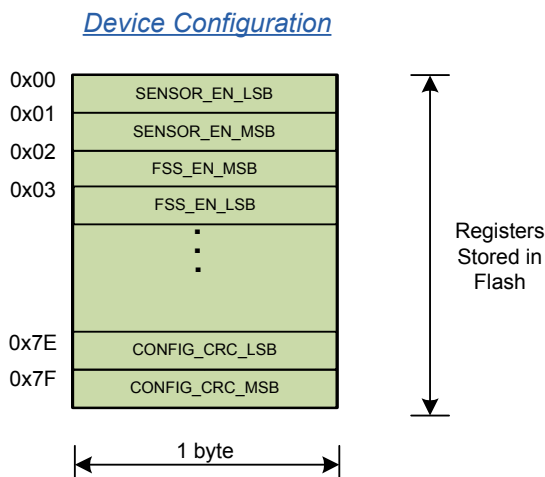 Device Configuration
0x00
SENSOR_EN_LSB
0x01
SENSOR_EN_MSB
0x02
FSS_EN_MSB
0x03
FSS_EN_LSB
Registers
Stored in
Flash
0x7E
CONFIG_CRC_LSB
0x7F
CONFIG_CRC_MSB
1 byte